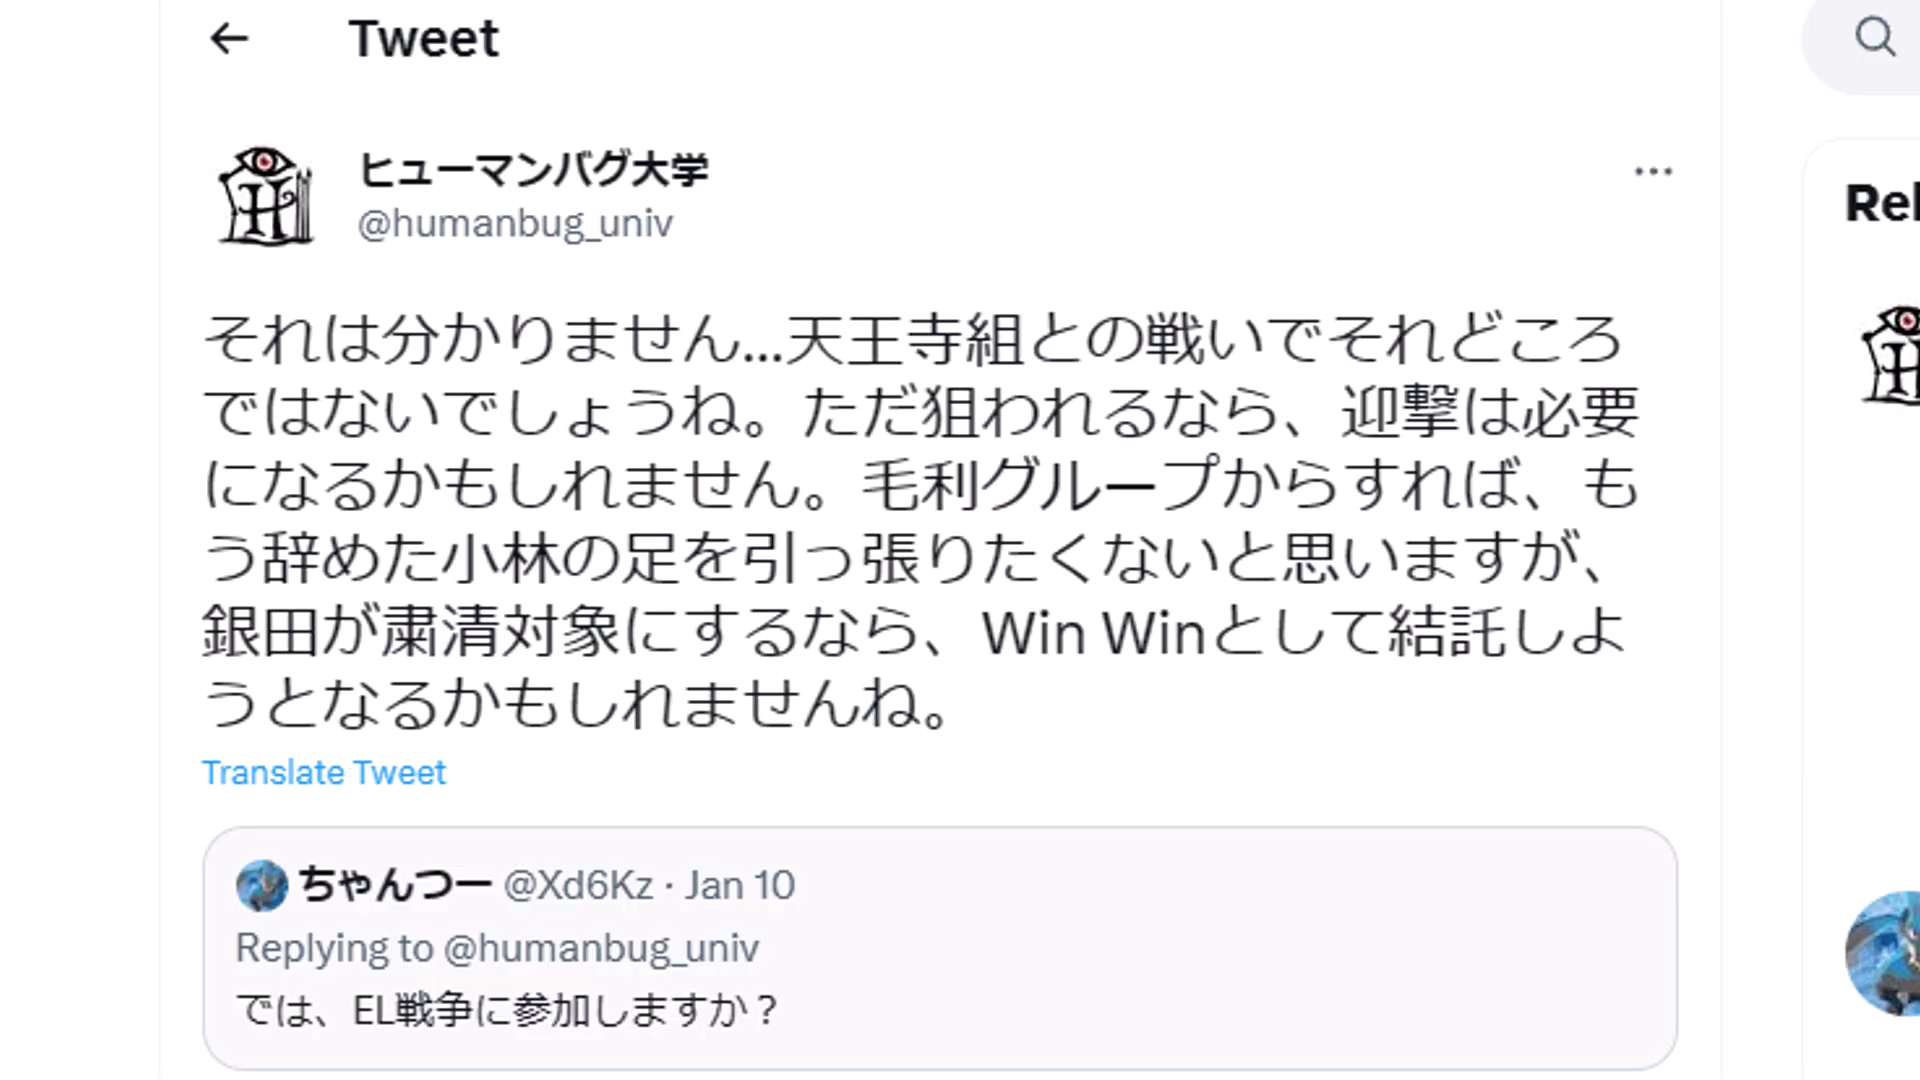 Tweet
ヒューマンバグ大学
@humanbug_univ
それは分かりません...天王寺組との戦いでそれどころ
ではないでしょうね。ただ狙われるなら、迎撃は必要
になるかもしれません。毛利グループからすれば、も
う辞めた小林の足を引っ張りたくないと思いますが、
銀田が粛清対象にするなら、Win Winとして結託しよ
うとなるかもしれませんね。
Translate Tweet
ちゃんつー @Xd6Kz · Jan 10
Replying to @humanbug_univ
では、EL戦争に参加しますか？